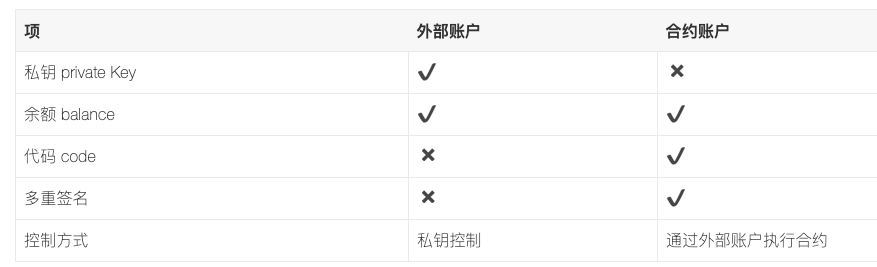 项 外部账户 合约账户
私钥 private Key ✔ ✖
余额 balance ✔ ✔
代码 code ✖ ✔
多重签名 ✖ ✔
控制方式 私钥控制 通过外部账户执行合约